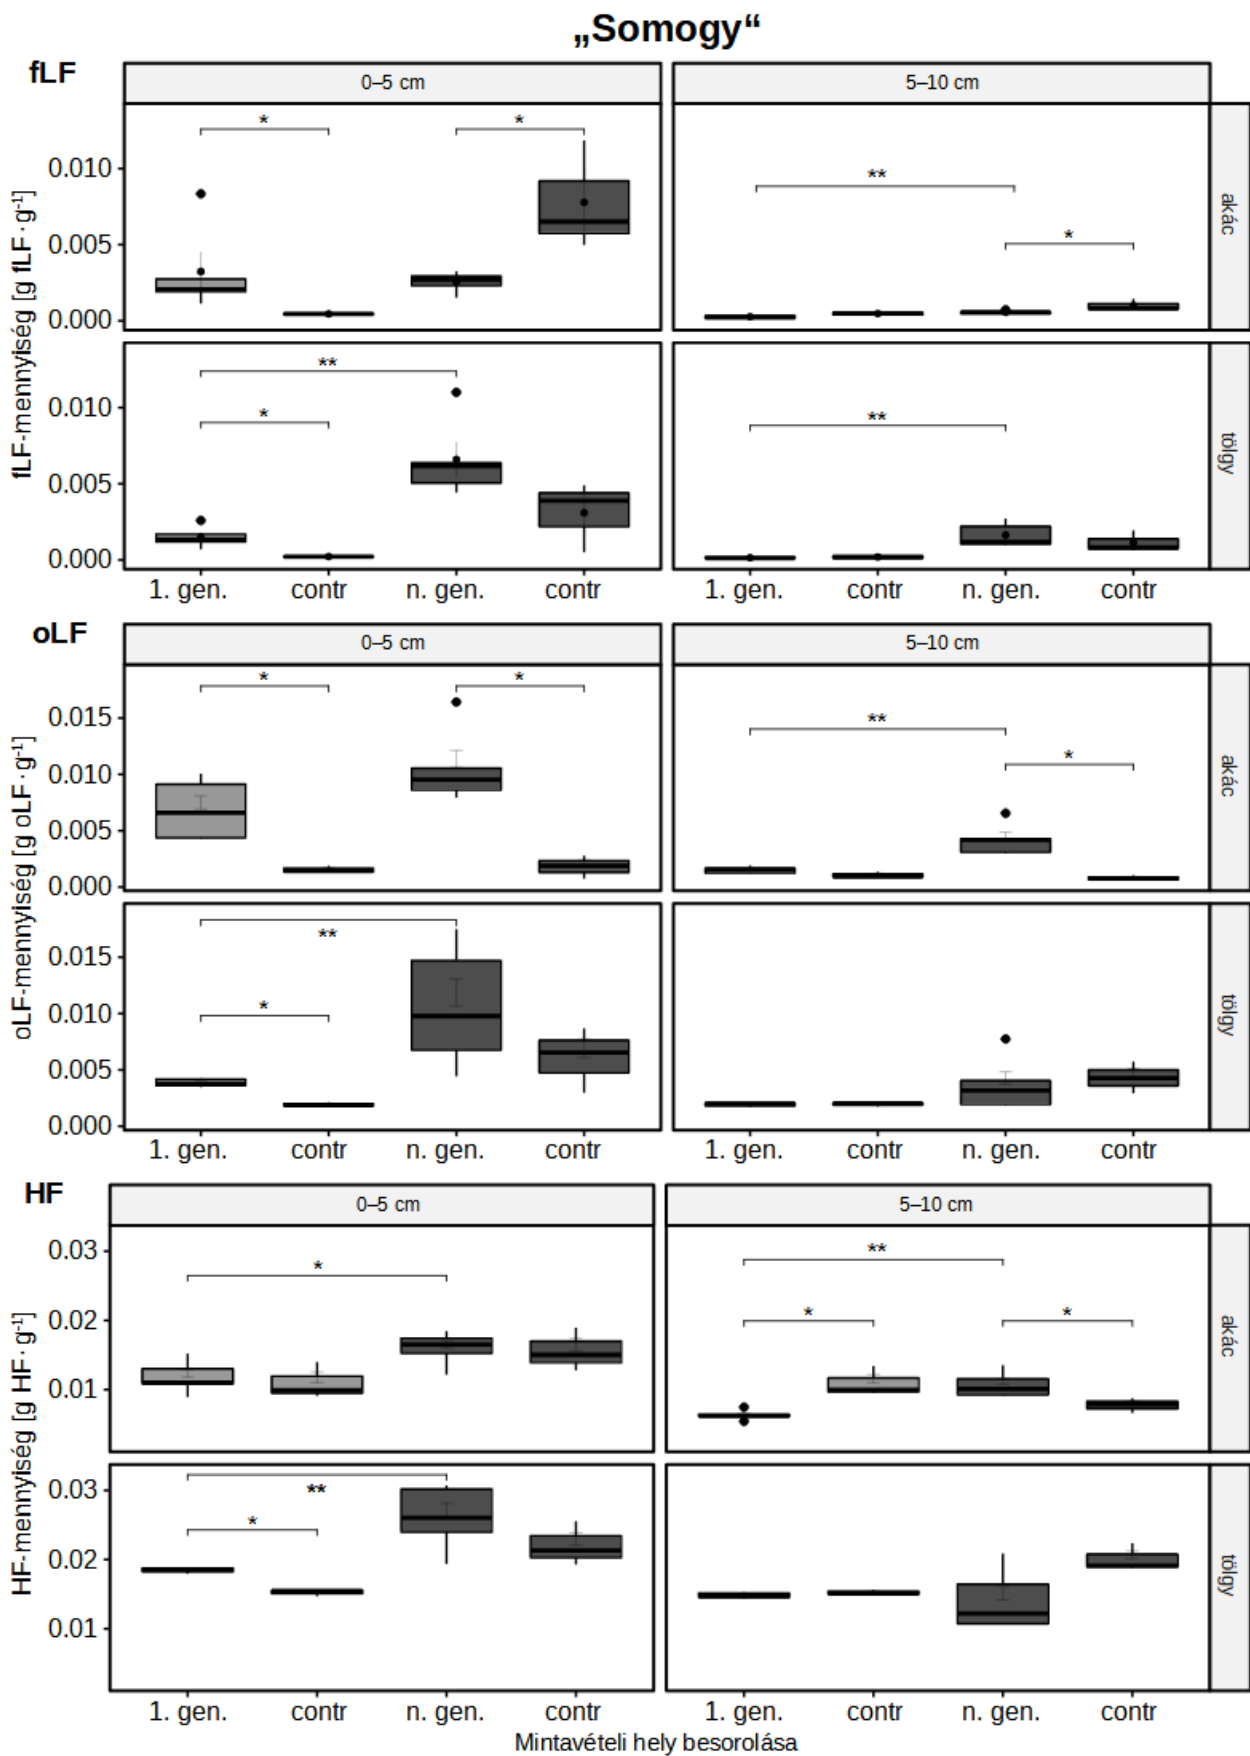 „Somogy“
fLF
0–5 cm
5–10 cm
fLF-mennyiség [g fLF · g⁻¹]
0.010
0.005
0.000
*
*
**
*
akác
0.010
0.005
0.000
**
*
**
tölgy
1. gen.
contr
n. gen.
contr
1. gen.
contr
n. gen.
contr
oLF
0–5 cm
5–10 cm
oLF-mennyiség [g oLF · g⁻¹]
0.015
0.010
0.005
0.000
*
*
**
*
akác
0.015
0.010
0.005
0.000
**
*
tölgy
1. gen.
contr
n. gen.
contr
1. gen.
contr
n. gen.
contr
HF
0–5 cm
5–10 cm
HF-mennyiség [g HF · g⁻¹]
0.03
0.02
0.01
*
**
*
*
akác
0.03
0.02
0.01
**
*
tölgy
1. gen.
contr
n. gen.
contr
1. gen.
contr
n. gen.
contr
Mintavételi hely besorolása